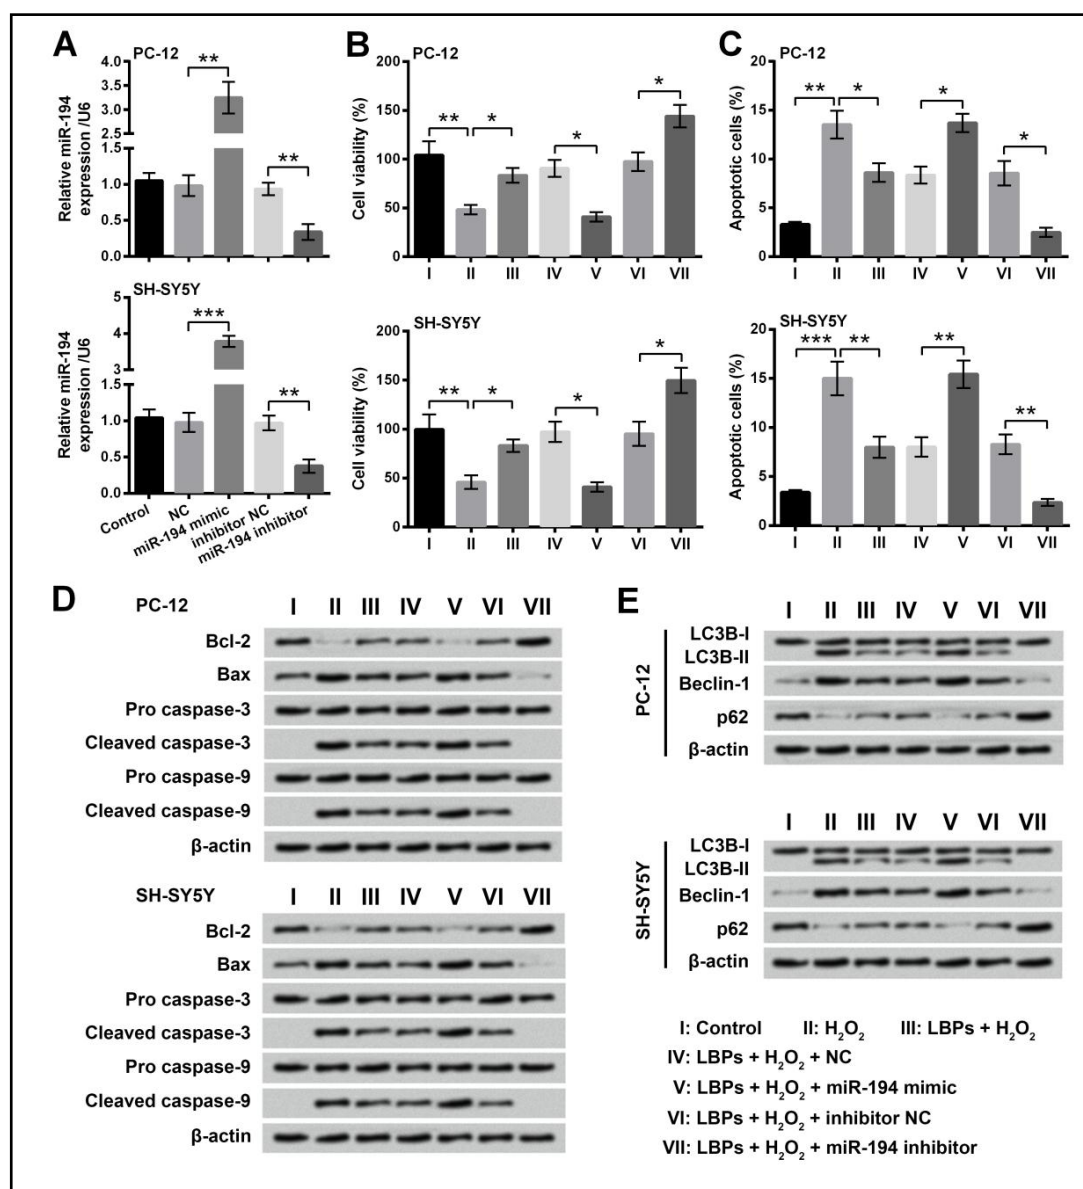 A
PC-12
Relative miR-194
expression /U6
4.0
3.5
3.0
2.5
1.5
1.0
0.5
0.0
**
**
SH-SY5Y
Relative miR-194
expression /U6
5
4
3
2
1.5
1.0
0.5
0.0
***
**
Control
NC
miR-194 mimic
inhibitor NC
miR-194 inhibitor
B
PC-12
Cell viability (%)
200
150
100
50
0
** * * *
I II III IV V VI VII
SH-SY5Y
Cell viability (%)
200
150
100
50
0
** * * *
I II III IV V VI VII
C
PC-12
Apoptotic cells (%)
20
15
10
5
0
** * * *
I II III IV V VI VII
SH-SY5Y
Apoptotic cells (%)
20
15
10
5
0
*** ** ** **
I II III IV V VI VII
D
PC-12 I II III IV V VI VII
Bcl-2
Bax
Pro caspase-3
Cleaved caspase-3
Pro caspase-9
Cleaved caspase-9
β-actin
SH-SY5Y I II III IV V VI VII
Bcl-2
Bax
Pro caspase-3
Cleaved caspase-3
Pro caspase-9
Cleaved caspase-9
β-actin
E
I II III IV V VI VII
PC-12
LC3B-I
LC3B-II
Beclin-1
p62
β-actin
I II III IV V VI VII
SH-SY5Y
LC3B-I
LC3B-II
Beclin-1
p62
β-actin
I: Control II: H₂O₂ III: LBPs + H₂O₂
IV: LBPs + H₂O₂ + NC
V: LBPs + H₂O₂ + miR-194 mimic
VI: LBPs + H₂O₂ + inhibitor NC
VII: LBPs + H₂O₂ + miR-194 inhibitor